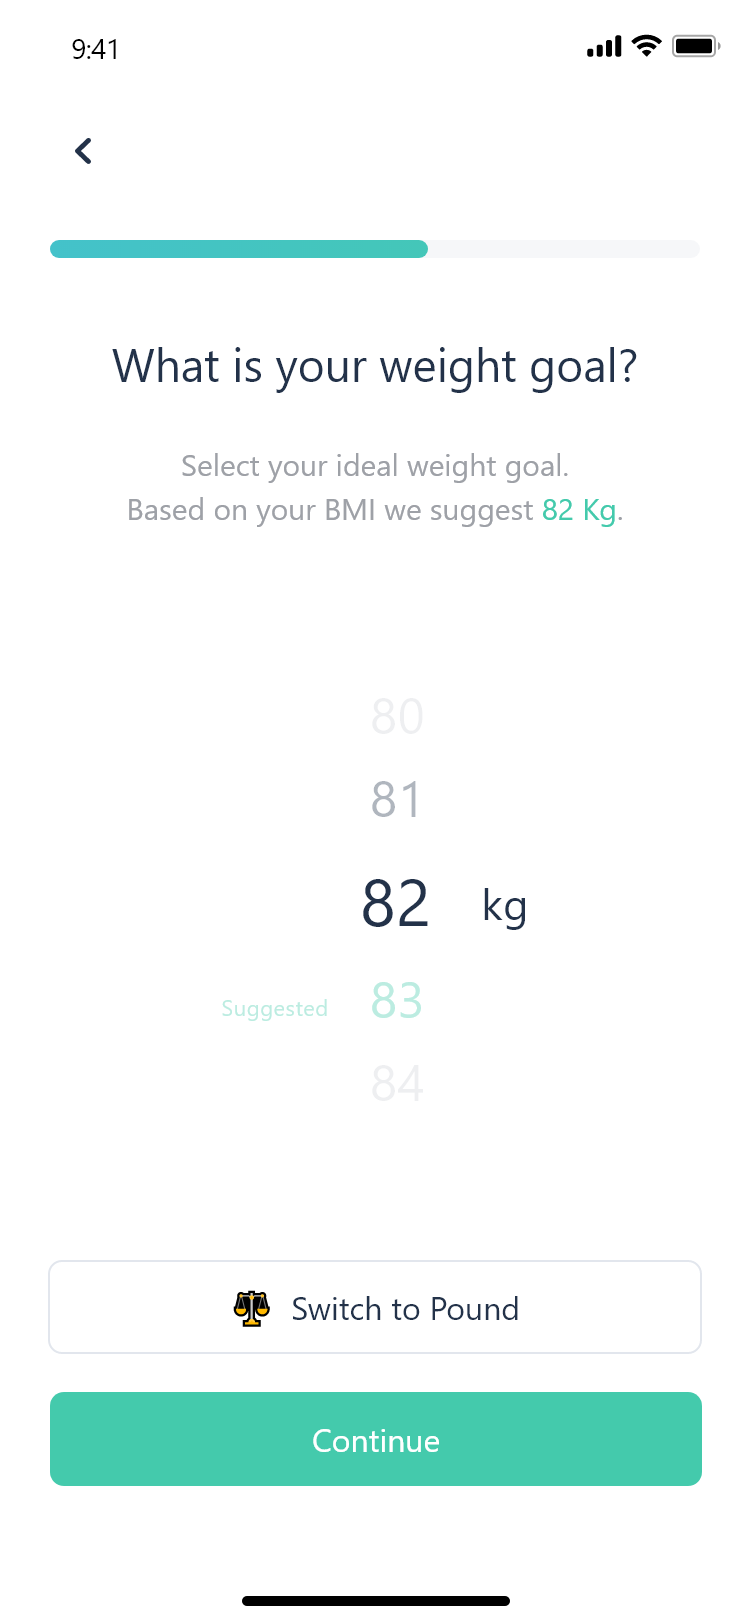 9:41
What is your weight goal?
Select your ideal weight goal.
Based on your BMI we suggest 82 Kg.
80
81
82 kg
Suggested 83
84
Switch to Pound
Continue